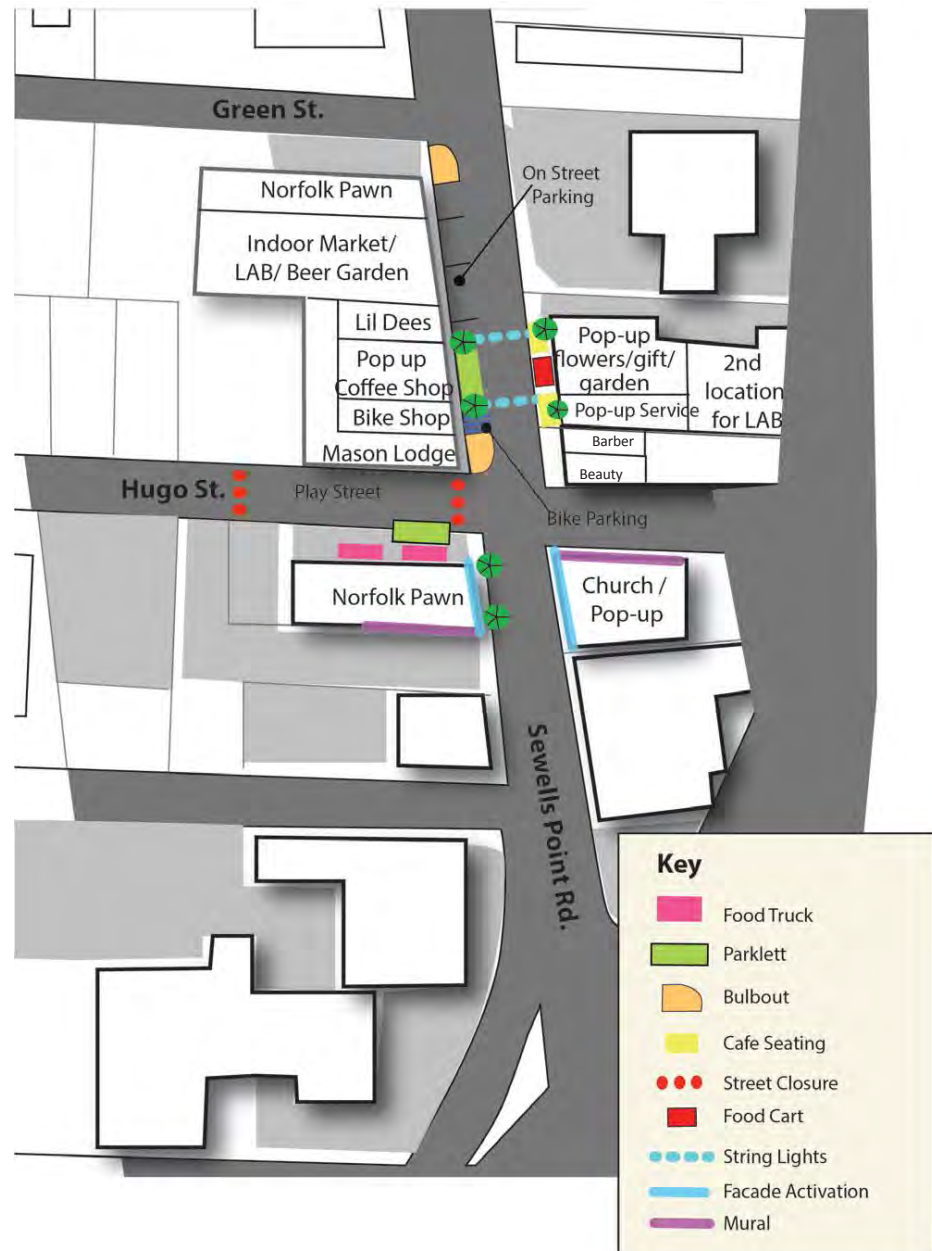 Green St.
On Street
Parking
Norfolk Pawn
Indoor Market/
LAB/ Beer Garden
Lil Dees
Pop up
Coffee Shop
Bike Shop
Mason Lodge
Pop-up
flowers/gift/
garden
2nd
location
for LAB
Pop-up Service
Barber
Beauty
Hugo St.
Play Street
Bike Parking
Norfolk Pawn
Church /
Pop-up
Sewells Point Rd.
Key
Food Truck
Parklett
Bulbout
Cafe Seating
Street Closure
Food Cart
String Lights
Facade Activation
Mural